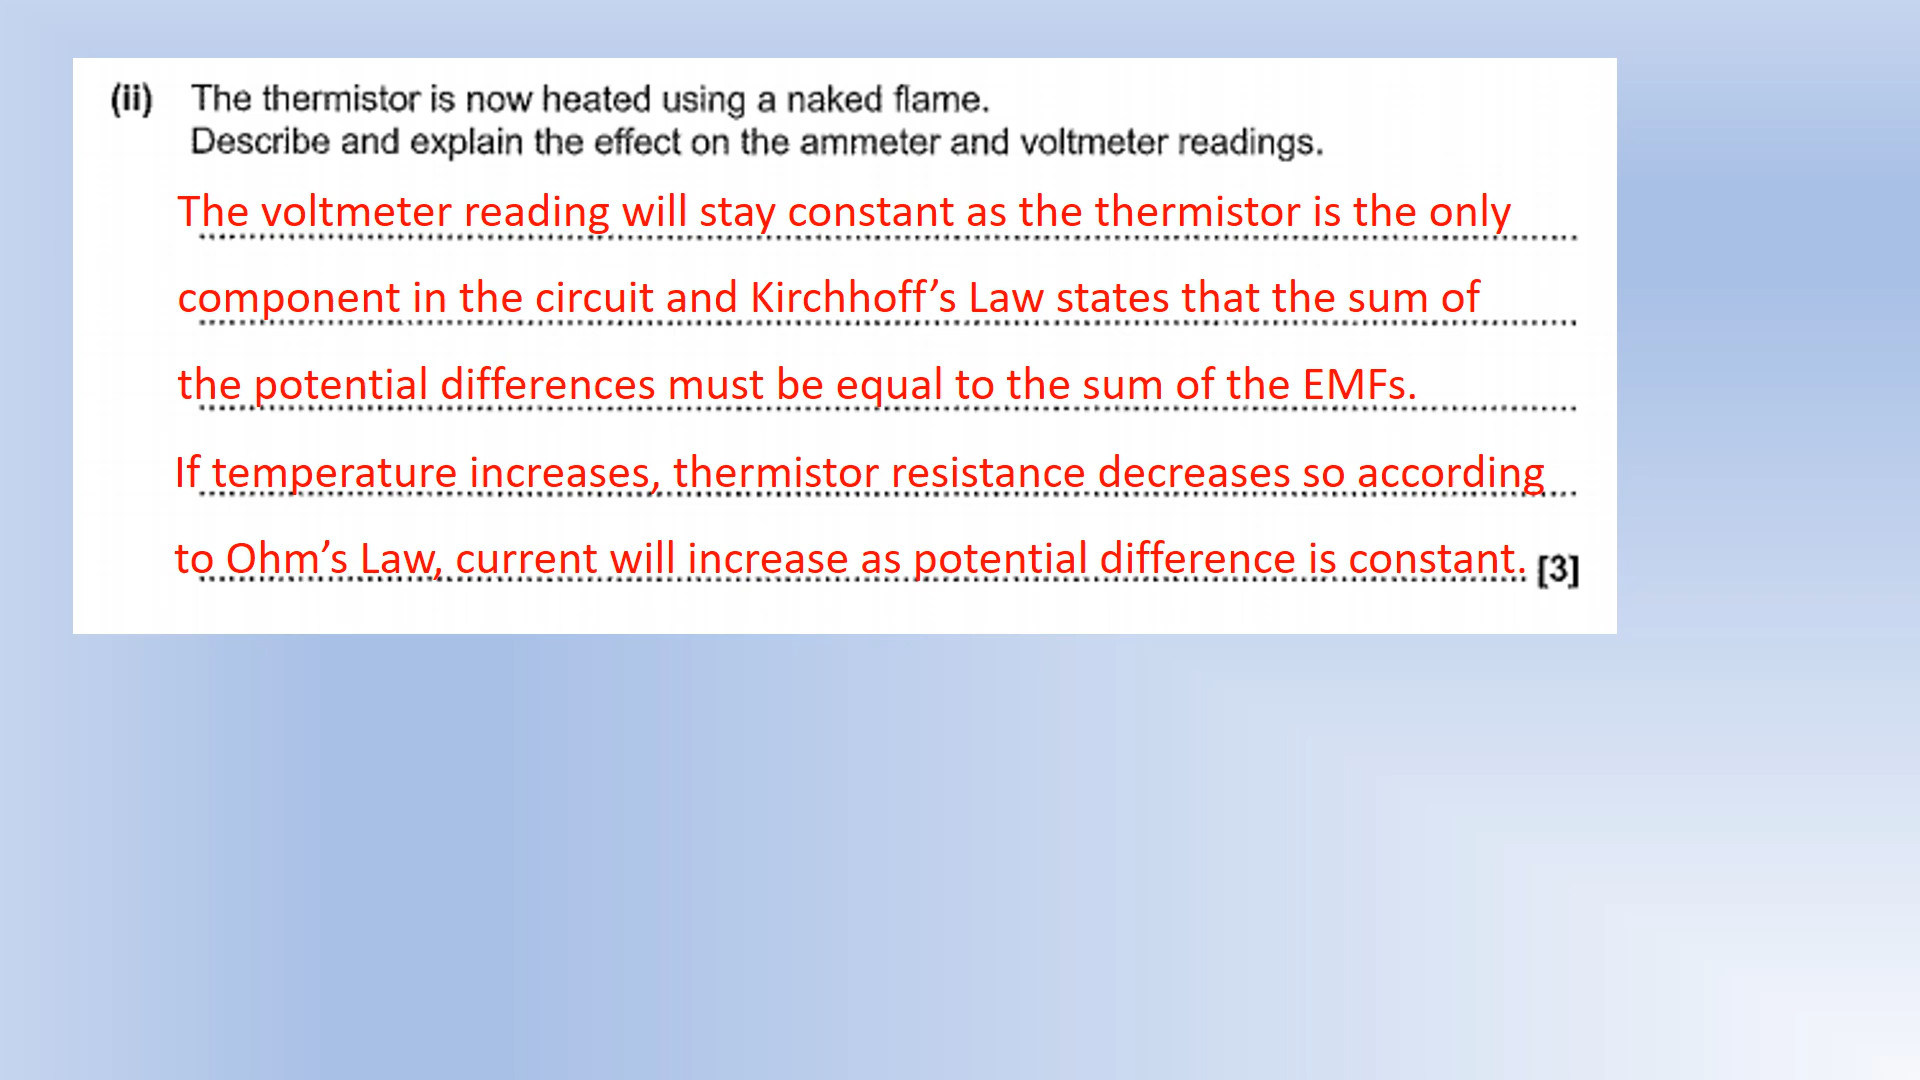 (ii) The thermistor is now heated using a naked flame.
Describe and explain the effect on the ammeter and voltmeter readings.
The voltmeter reading will stay constant as the thermistor is the only
component in the circuit and Kirchhoff’s Law states that the sum of
the potential differences must be equal to the sum of the EMFs.
If temperature increases, thermistor resistance decreases so according
to Ohm’s Law, current will increase as potential difference is constant. [3]